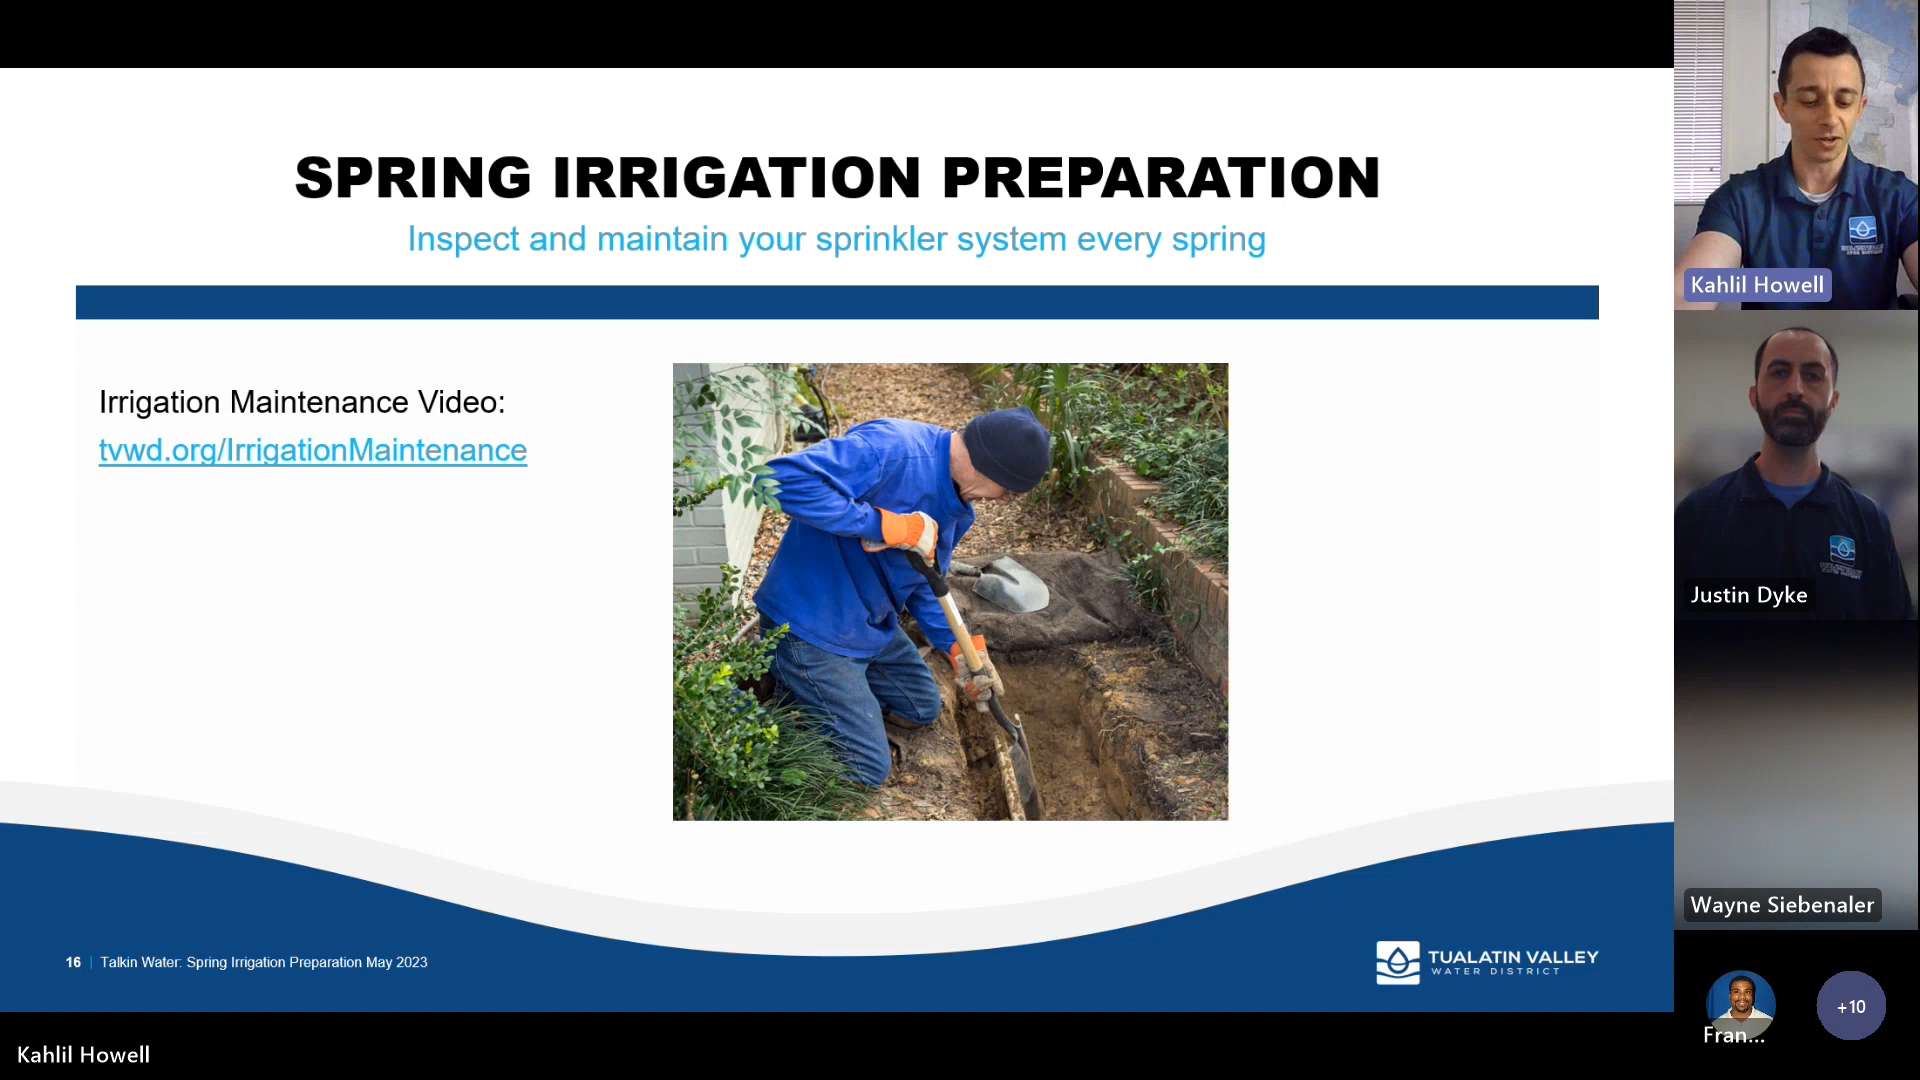 SPRING IRRIGATION PREPARATION
Inspect and maintain your sprinkler system every spring
Irrigation Maintenance Video:
tvwd.org/IrrigationMaintenance
16 | Talkin Water: Spring Irrigation Preparation May 2023
TUALATIN VALLEY
WATER DISTRICT
Kahlil Howell
Kahlil Howell
Justin Dyke
Wayne Siebenaler
Fran...
+10